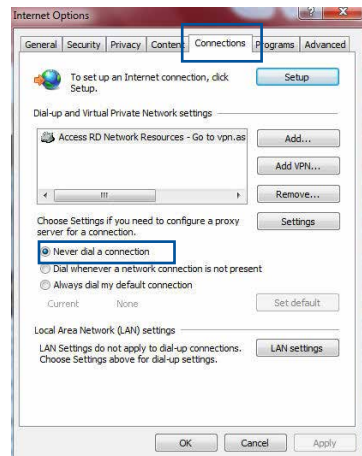 Internet Options
General Security Privacy Content Connections Programs Advanced
To set up an Internet connection, click
Setup.
Setup
Dial-up and Virtual Private Network settings
Access RD Network Resources - Go to vpn.as
Add...
Add VPN...
Remove...
Choose Settings if you need to configure a proxy
server for a connection.
Settings
Never dial a connection
Dial whenever a network connection is not present
Always dial my default connection
Current None
Set default
Local Area Network (LAN) settings
LAN Settings do not apply to dial-up connections.
Choose Settings above for dial-up settings.
LAN settings
OK Cancel Apply